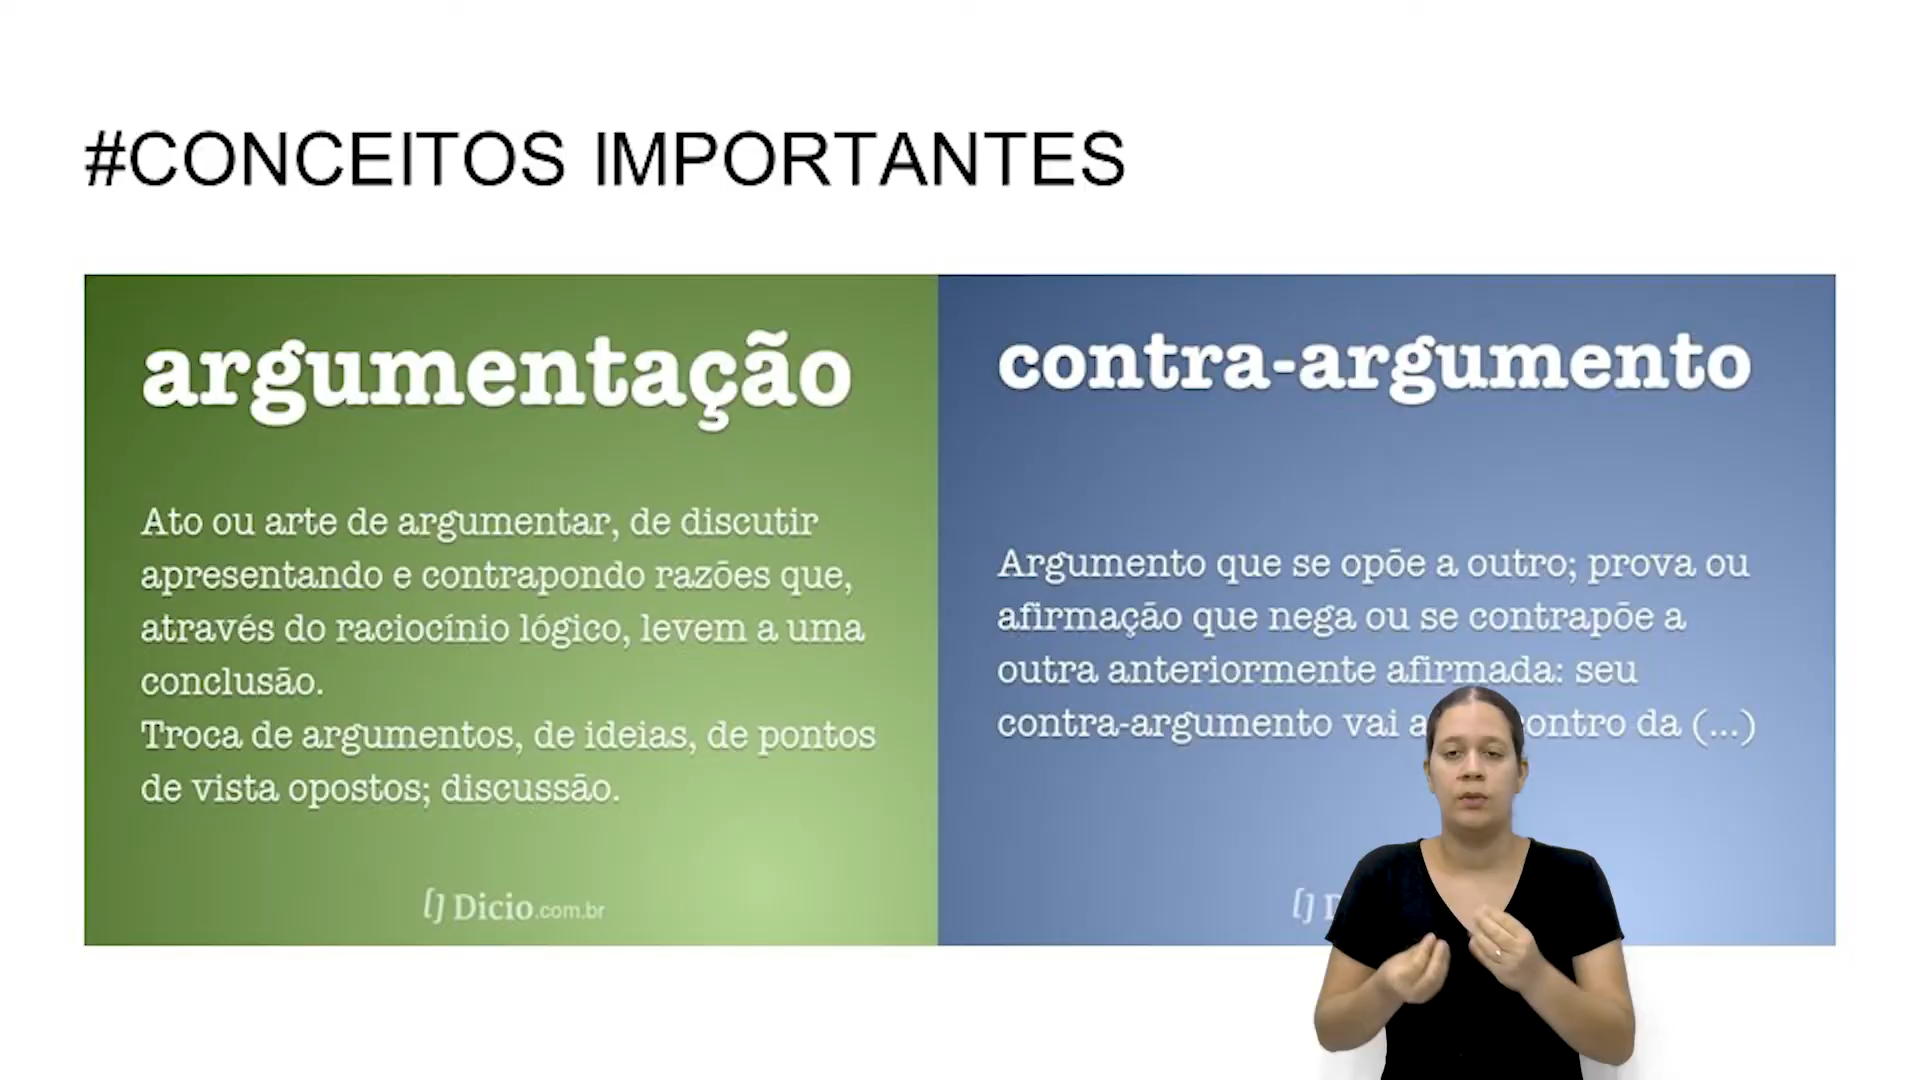 #CONCEITOS IMPORTANTES
argumentação
Ato ou arte de argumentar, de discutir
apresentando e contrapondo razões que,
através do raciocínio lógico, levem a uma
conclusão.
Troca de argumentos, de ideias, de pontos
de vista opostos; discussão.
Dicio.com.br
contra-argumento
Argumento que se opõe a outro; prova ou
afirmação que nega ou se contrapõe a
outra anteriormente afirmada: seu
contra-argumento vai da (...)